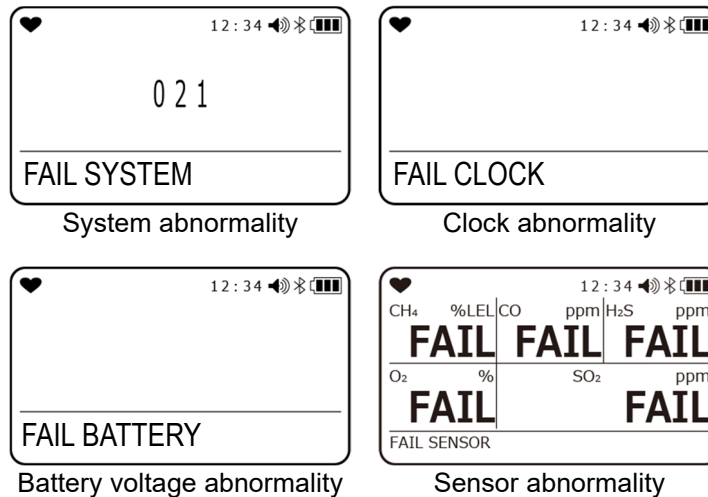 12:34
021
FAIL SYSTEM
System abnormality
12:34
FAIL CLOCK
Clock abnormality
12:34
FAIL BATTERY
Battery voltage abnormality
12:34
CH₄ %LEL CO ppm H₂S ppm
FAIL FAIL FAIL
O₂ % SO₂ ppm
FAIL FAIL
FAIL SENSOR
Sensor abnormality